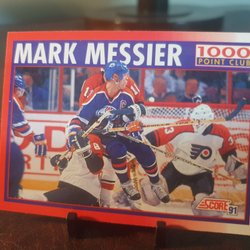 MARK MESSIER
1000
POINT CLUB
SCORE
91